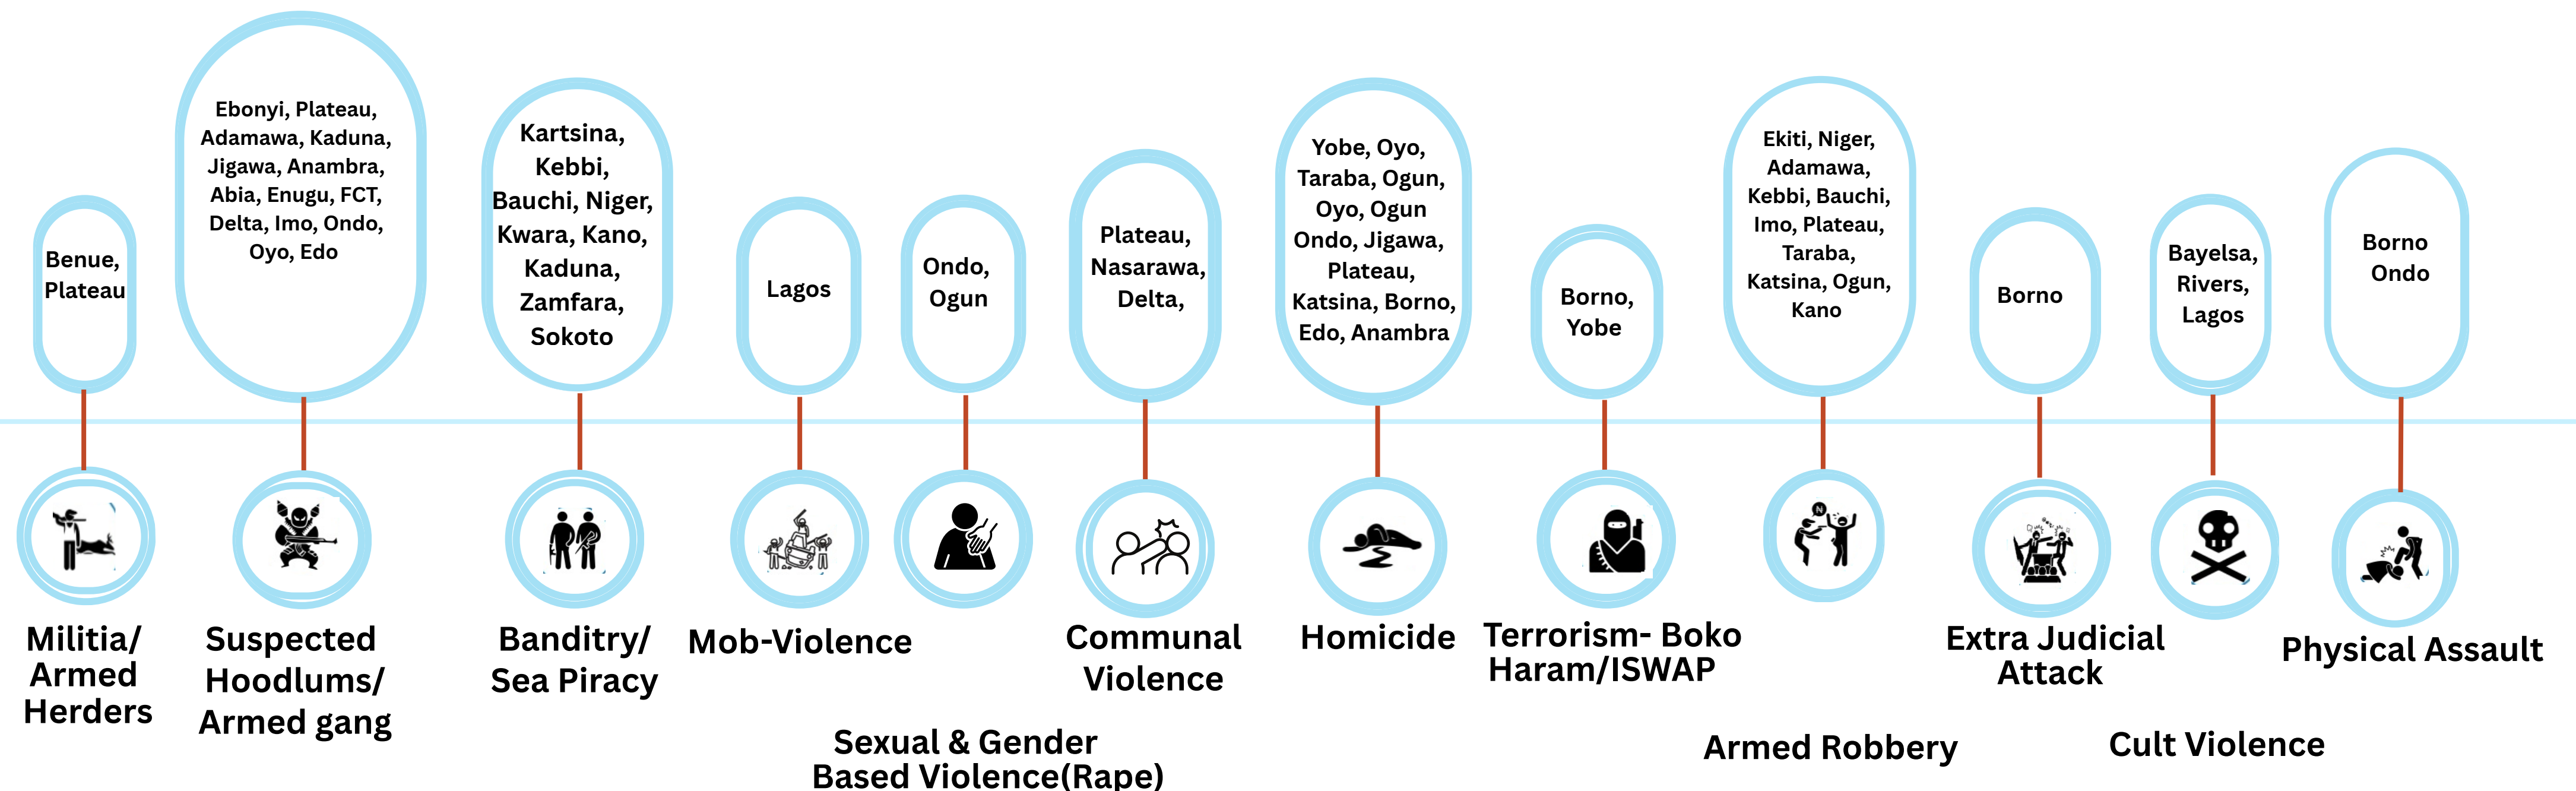 Benue,
Plateau
Militia/
Armed
Herders
Ebonyi, Plateau,
Adamawa, Kaduna,
Jigawa, Anambra,
Abia, Enugu, FCT,
Delta, Imo, Ondo,
Oyo, Edo
Suspected
Hoodlums/
Armed gang
Kartsina,
Kebbi,
Bauchi, Niger,
Kwara, Kano,
Kaduna,
Zamfara,
Sokoto
Banditry/
Sea Piracy
Lagos
Mob-Violence
Ondo,
Ogun
Sexual & Gender
Based Violence(Rape)
Plateau,
Nasarawa,
Delta,
Communal
Violence
Yobe, Oyo,
Taraba, Ogun,
Oyo, Ogun
Ondo, Jigawa,
Plateau,
Katsina, Borno,
Edo, Anambra
Homicide
Borno,
Yobe
Terrorism- Boko
Haram/ISWAP
Ekiti, Niger,
Adamawa,
Kebbi, Bauchi,
Imo, Plateau,
Taraba,
Katsina, Ogun,
Kano
N
Armed Robbery
Borno
Extra Judicial
Attack
Bayelsa,
Rivers,
Lagos
Cult Violence
Borno
Ondo
Physical Assault